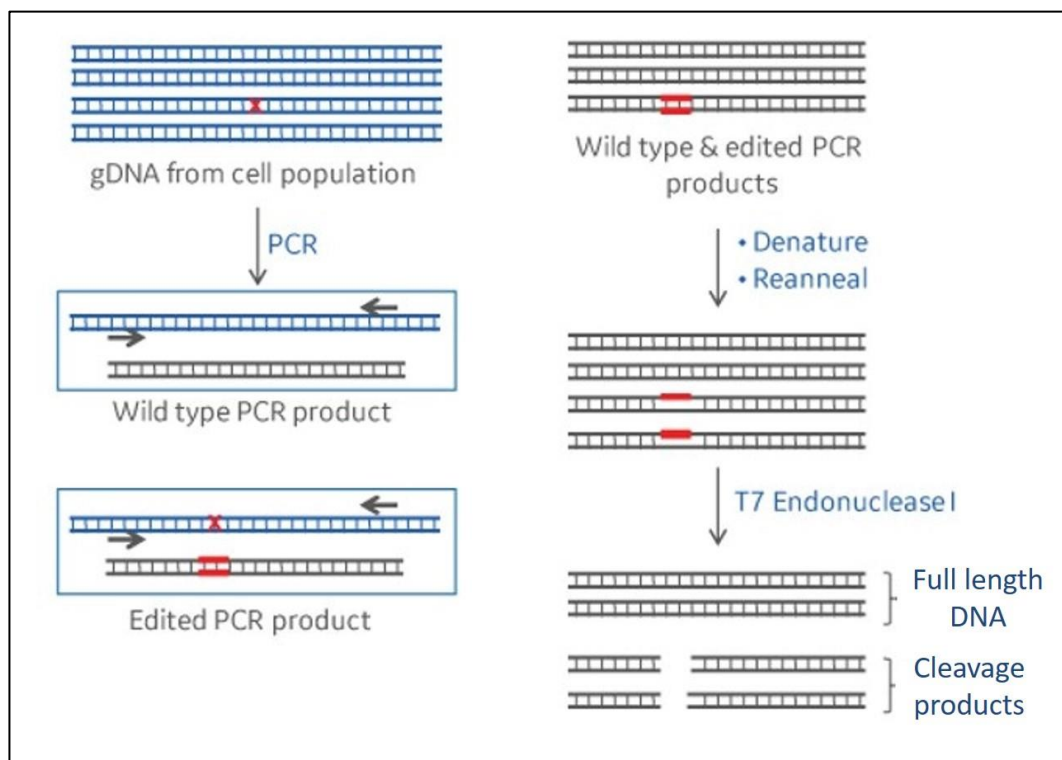 gDNA from cell population
PCR
Wild type PCR product
Edited PCR product
Wild type & edited PCR
products
• Denature
• Reanneal
T7 Endonuclease I
Full length
DNA
Cleavage
products